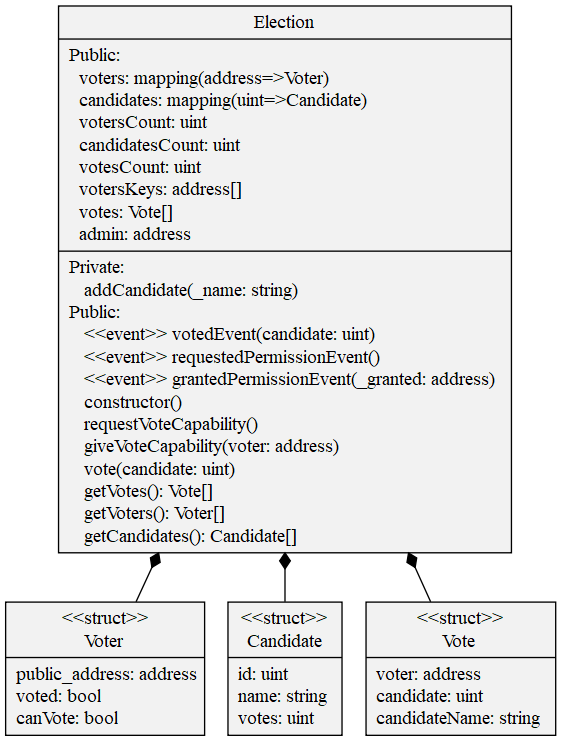 Election
Public:
voters: mapping(address=>Voter)
candidates: mapping(uint=>Candidate)
votersCount: uint
candidatesCount: uint
votesCount: uint
votersKeys: address[]
votes: Vote[]
admin: address
Private:
addCandidate(_name: string)
Public:
<<event>> votedEvent(candidate: uint)
<<event>> requestedPermissionEvent()
<<event>> grantedPermissionEvent(_granted: address)
constructor()
requestVoteCapability()
giveVoteCapability(voter: address)
vote(candidate: uint)
getVotes(): Vote[]
getVoters(): Voter[]
getCandidates(): Candidate[]
<<struct>>
Voter
public_address: address
voted: bool
canVote: bool
<<struct>>
Candidate
id: uint
name: string
votes: uint
<<struct>>
Vote
voter: address
candidate: uint
candidateName: string